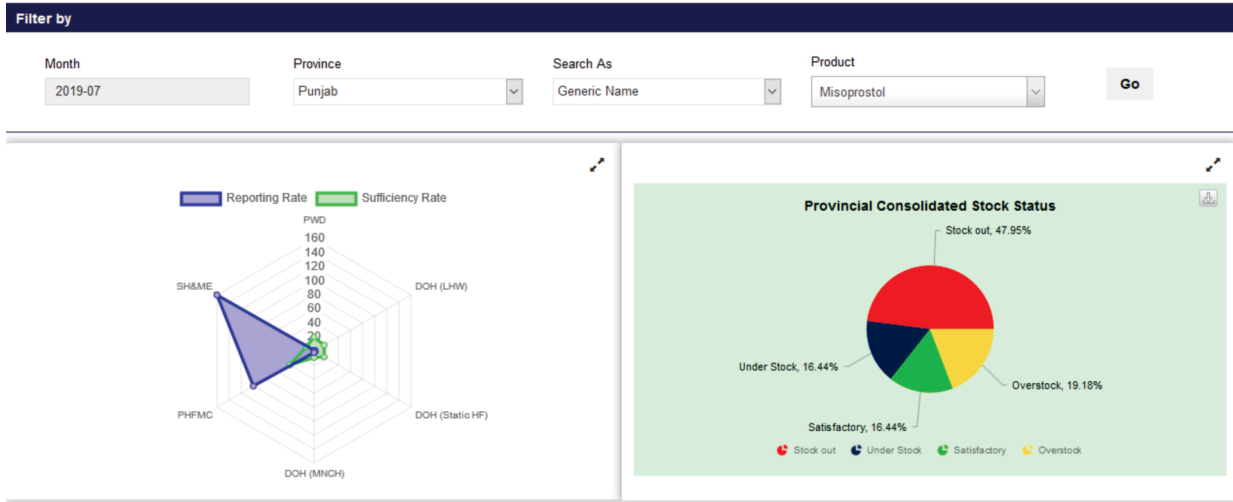 Filter by
Month
Province
Search As
Product
2019-07
Punjab
Generic Name
Misoprostol
Go
Reporting Rate
Sufficiency Rate
PWD
160
140
120
100
80
60
40
20
SH&ME
DOH (LHW)
PHFMC
DOH (Static HF)
DOH (MNCH)
Provincial Consolidated Stock Status
Stock out, 47.95%
Under Stock, 16.44%
Overstock, 19.18%
Satisfactory, 16.44%
Stock out
Under Stock
Satisfactory
Overstock